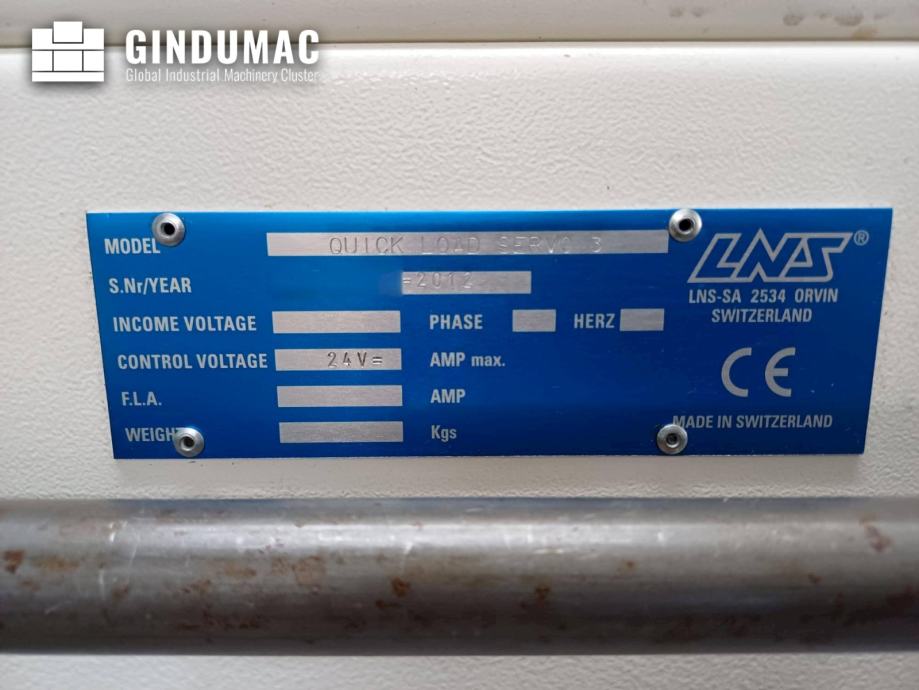 GINDUMAC
Global Industrial Machinery Cluster
MODEL QUICK LOAD SERVO 3
S.Nr/YEAR =2012
INCOME VOLTAGE PHASE HERZ
CONTROL VOLTAGE 24V= AMP max.
F.L.A. AMP
WEIGHT Kgs
LNS®
LNS-SA 2534 ORVIN
SWITZERLAND
CE
MADE IN SWITZERLAND